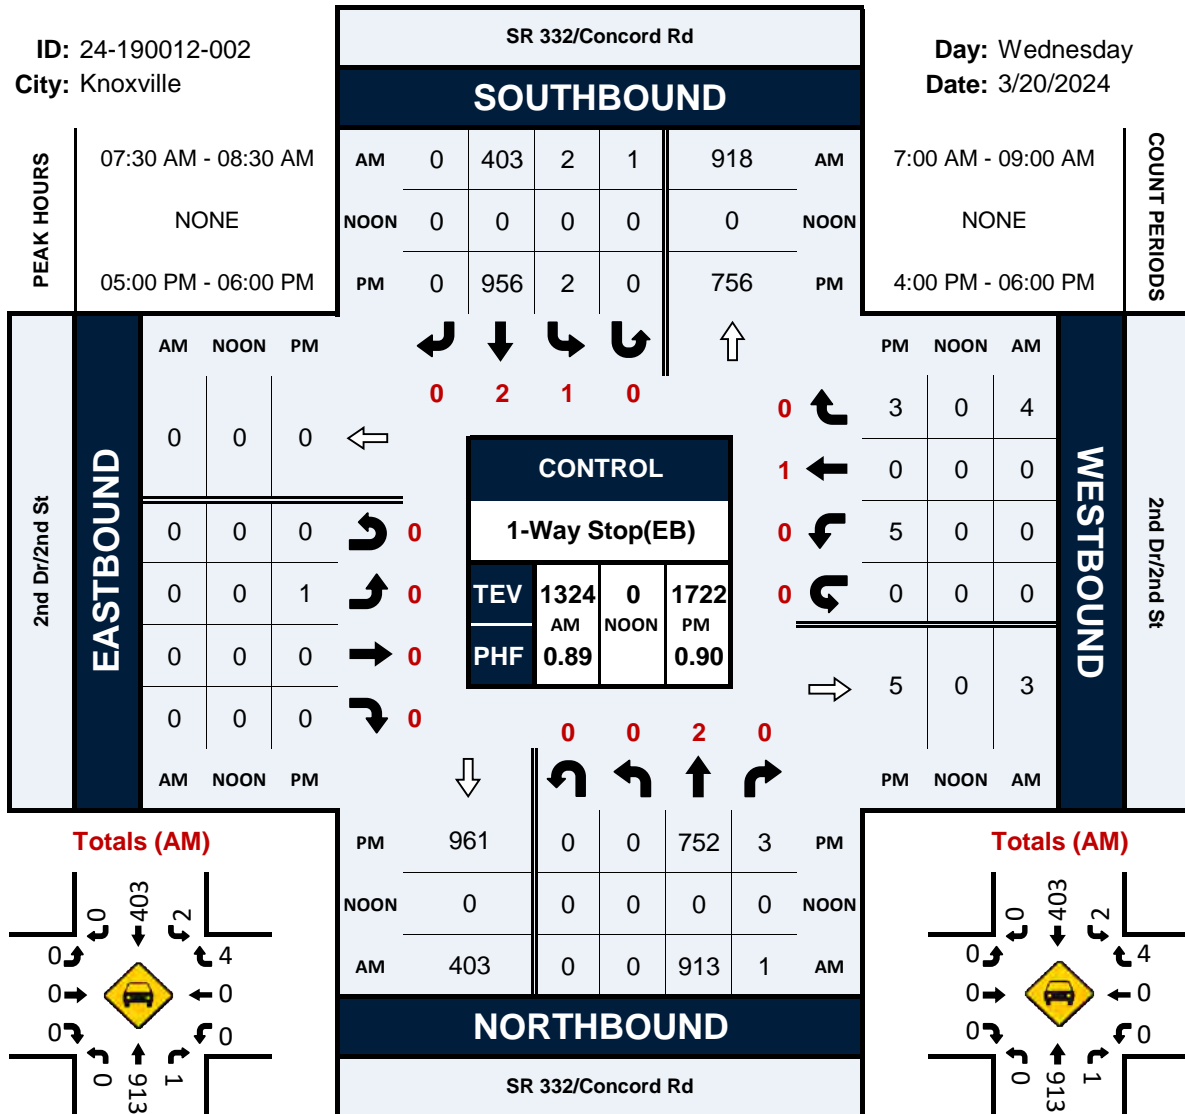 SR 332/Concord Rd
ID: 24-190012-002
City: Knoxville
Day: Wednesday
Date: 3/20/2024
SOUTHBOUND
PEAK HOURS
07:30 AM - 08:30 AM
NONE
05:00 PM - 06:00 PM
AM 0 403 2 1 918 AM
NOON 0 0 0 0 0 NOON
PM 0 956 2 0 756 PM
7:00 AM - 09:00 AM
NONE
4:00 PM - 06:00 PM
COUNT PERIODS
0 2 1 0
2nd Dr/2nd St
EASTBOUND
AM NOON PM
0 0 0
0 0 0 0
0 0 1 0
0 0 0 0
0 0 0 0
AM NOON PM
CONTROL
1-Way Stop(EB)
TEV 1324 0 1722
AM NOON PM
PHF 0.89 0.90
PM NOON AM
0 3 0 4
1 0 0 0
0 5 0 0
0 0 0 0
5 0 3
PM NOON AM
WESTBOUND
2nd Dr/2nd St
0 0 2 0
PM 961 0 0 752 3 PM
NOON 0 0 0 0 0 NOON
AM 403 0 0 913 1 AM
NORTHBOUND
SR 332/Concord Rd
Totals (AM)
0 403 2
0 4
0 0
0 0
0 913 1
Totals (AM)
0 403 2
0 4
0 0
0 0
0 913 1